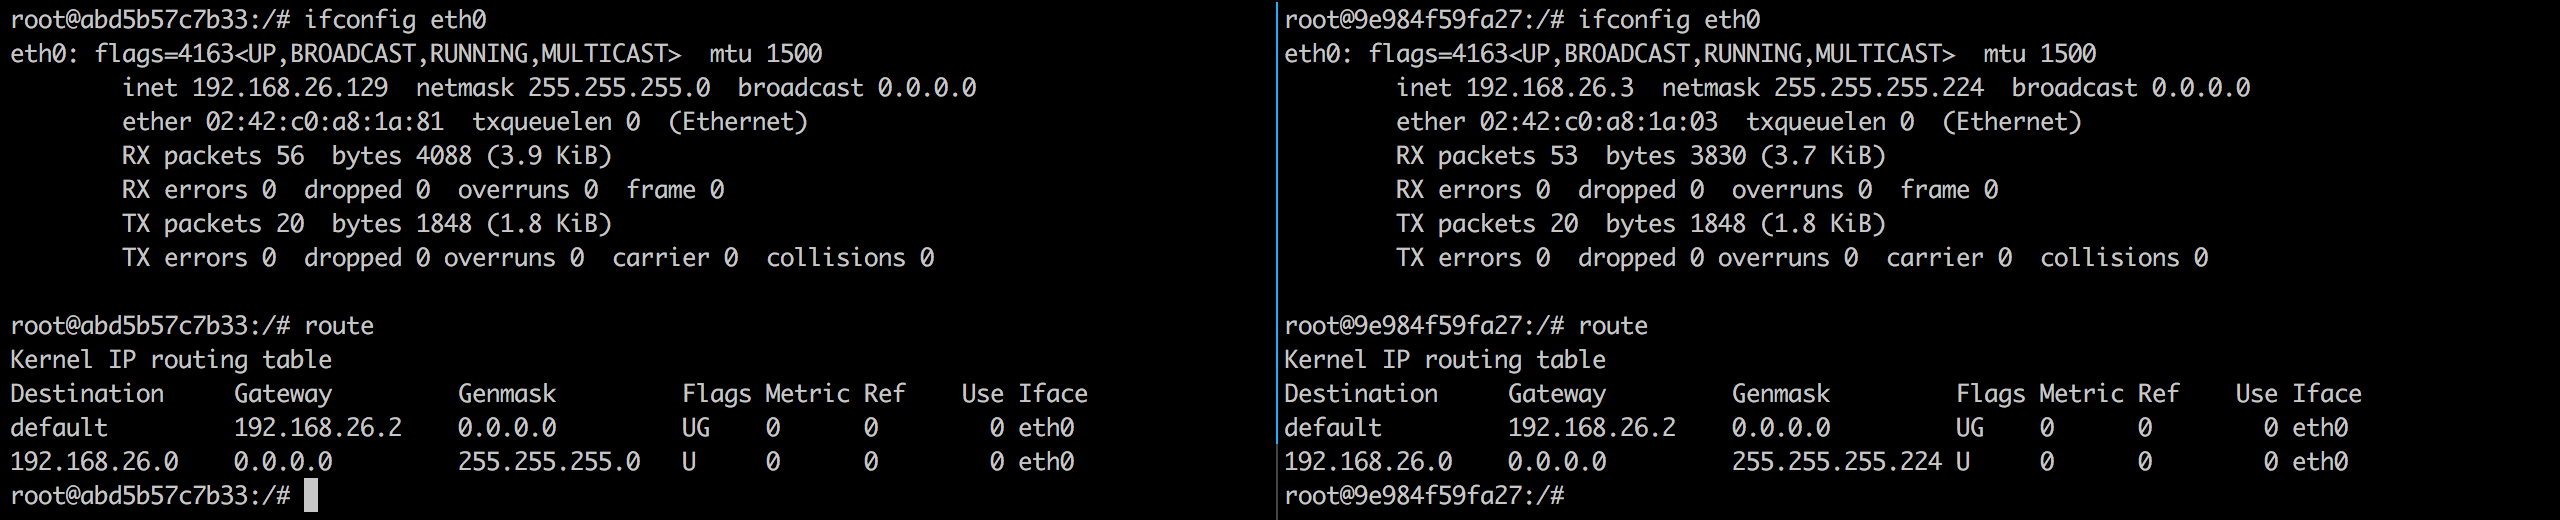 root@abd5b57c7b33:/# ifconfig eth0
eth0: flags=4163<UP,BROADCAST,RUNNING,MULTICAST>  mtu 1500
        inet 192.168.26.129  netmask 255.255.255.0  broadcast 0.0.0.0
        ether 02:42:c0:a8:1a:81  txqueuelen 0  (Ethernet)
        RX packets 56  bytes 4088 (3.9 KiB)
        RX errors 0  dropped 0  overruns 0  frame 0
        TX packets 20  bytes 1848 (1.8 KiB)
        TX errors 0  dropped 0 overruns 0  carrier 0  collisions 0

root@abd5b57c7b33:/# route
Kernel IP routing table
Destination     Gateway         Genmask         Flags Metric Ref    Use Iface
default         192.168.26.2    0.0.0.0         UG    0      0        0 eth0
192.168.26.0    0.0.0.0         255.255.255.0   U     0      0        0 eth0
root@abd5b57c7b33:/#
root@9e984f59fa27:/# ifconfig eth0
eth0: flags=4163<UP,BROADCAST,RUNNING,MULTICAST>  mtu 1500
        inet 192.168.26.3  netmask 255.255.255.224  broadcast 0.0.0.0
        ether 02:42:c0:a8:1a:03  txqueuelen 0  (Ethernet)
        RX packets 53  bytes 3830 (3.7 KiB)
        RX errors 0  dropped 0  overruns 0  frame 0
        TX packets 20  bytes 1848 (1.8 KiB)
        TX errors 0  dropped 0 overruns 0  carrier 0  collisions 0

root@9e984f59fa27:/# route
Kernel IP routing table
Destination     Gateway         Genmask         Flags Metric Ref    Use Iface
default         192.168.26.2    0.0.0.0         UG    0      0        0 eth0
192.168.26.0    0.0.0.0         255.255.255.224 U     0      0        0 eth0
root@9e984f59fa27:/#